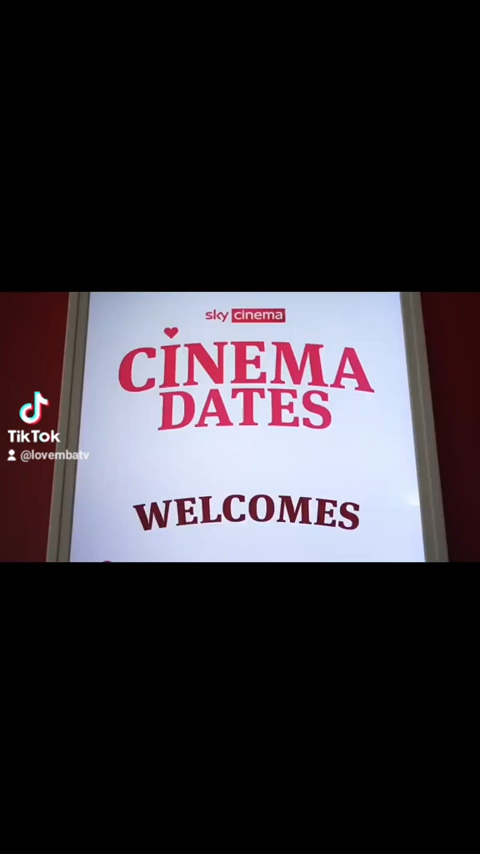 sky cinema
CINEMA
DATES
TikTok
@lovembatv
WELCOMES